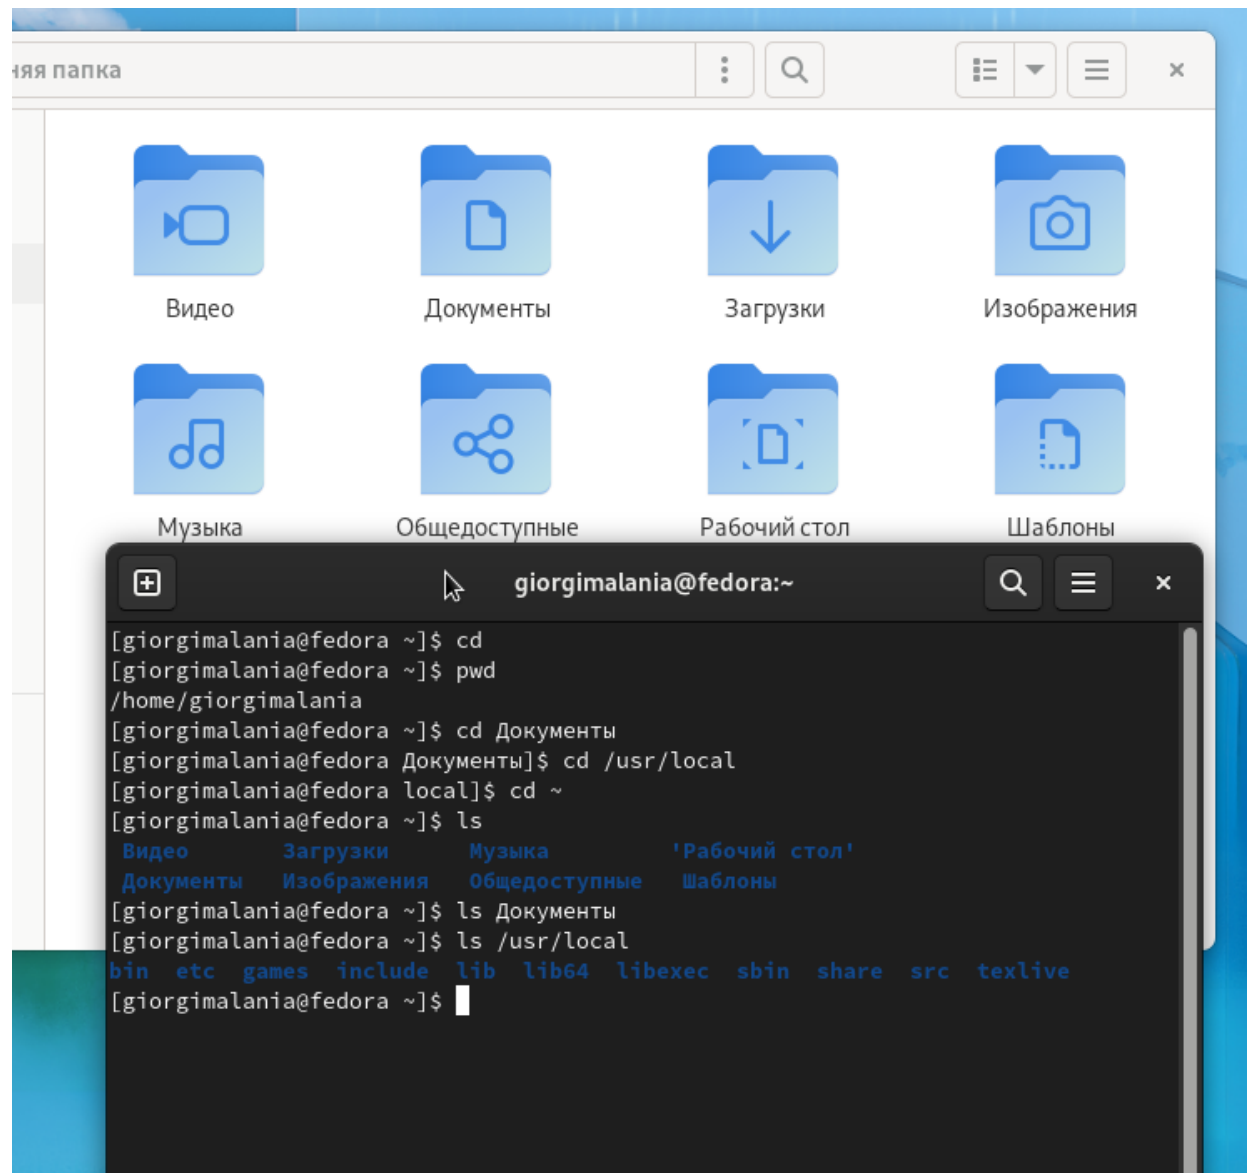 папка
Видео Документы Загрузки Изображения
Музыка Общедоступные Рабочий стол Шаблоны
giorgimalania@fedora:~
[giorgimalania@fedora ~]$ cd
[giorgimalania@fedora ~]$ pwd
/home/giorgimalania
[giorgimalania@fedora ~]$ cd Документы
[giorgimalania@fedora Документы]$ cd /usr/local
[giorgimalania@fedora local]$ cd ~
[giorgimalania@fedora ~]$ ls
Видео Загрузки Музыка 'Рабочий стол'
Документы Изображения Общедоступные Шаблоны
[giorgimalania@fedora ~]$ ls Документы
[giorgimalania@fedora ~]$ ls /usr/local
bin etc games include lib lib64 libexec sbin share src texlive
[giorgimalania@fedora ~]$